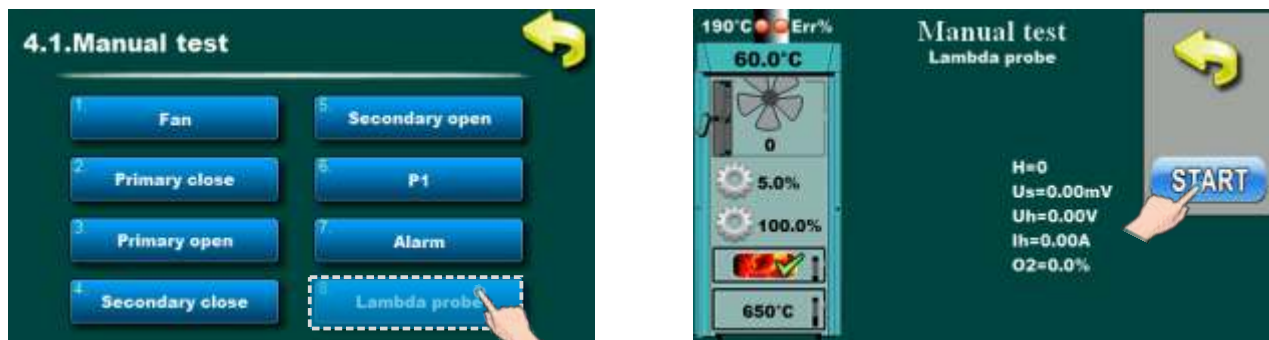 4.1.Manual test
1. Fan
2. Primary close
3. Primary open
4. Secondary close
5 Secondary open
6. P1
7 Alarm
8 Lambda probe
190°C Err%
60.0°C
0
5.0%
100.0%
650°C
Manual test
Lambda probe
H=0
Us=0.00mV
Uh=0.00V
Ih=0.00A
O2=0.0%
START